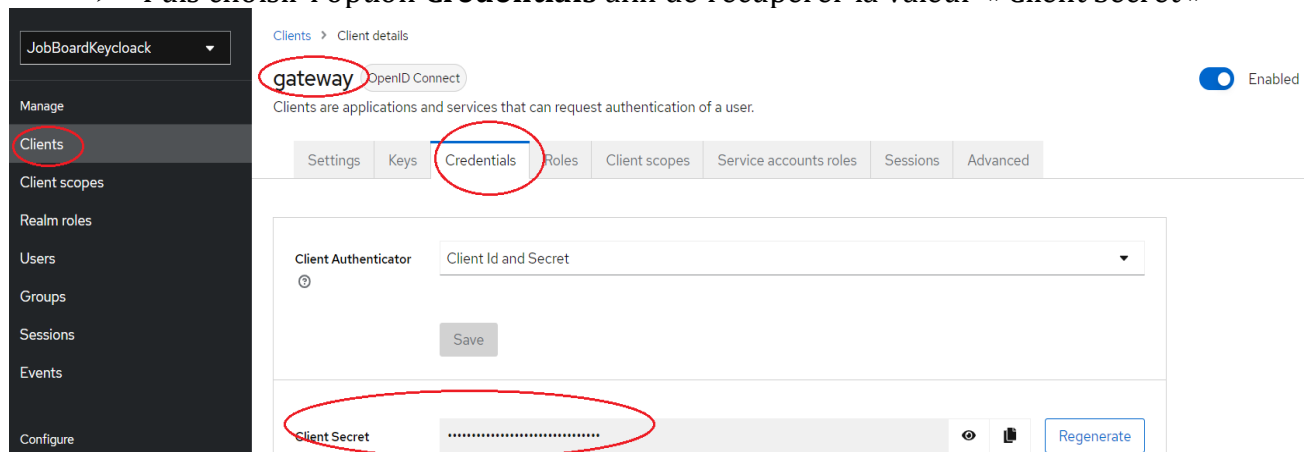 Puis choisir l'option Credentials afin de récupérer la valeur « Client Secret »
JobBoardKeycloack
Manage
Clients
Client scopes
Realm roles
Users
Groups
Sessions
Events
Configure
Clients > Client details
gateway OpenID Connect
Enabled
Clients are applications and services that can request authentication of a user.
Settings Keys Credentials Roles Client scopes Service accounts roles Sessions Advanced
Client Authenticator
Client Id and Secret
Save
Client Secret
Regenerate